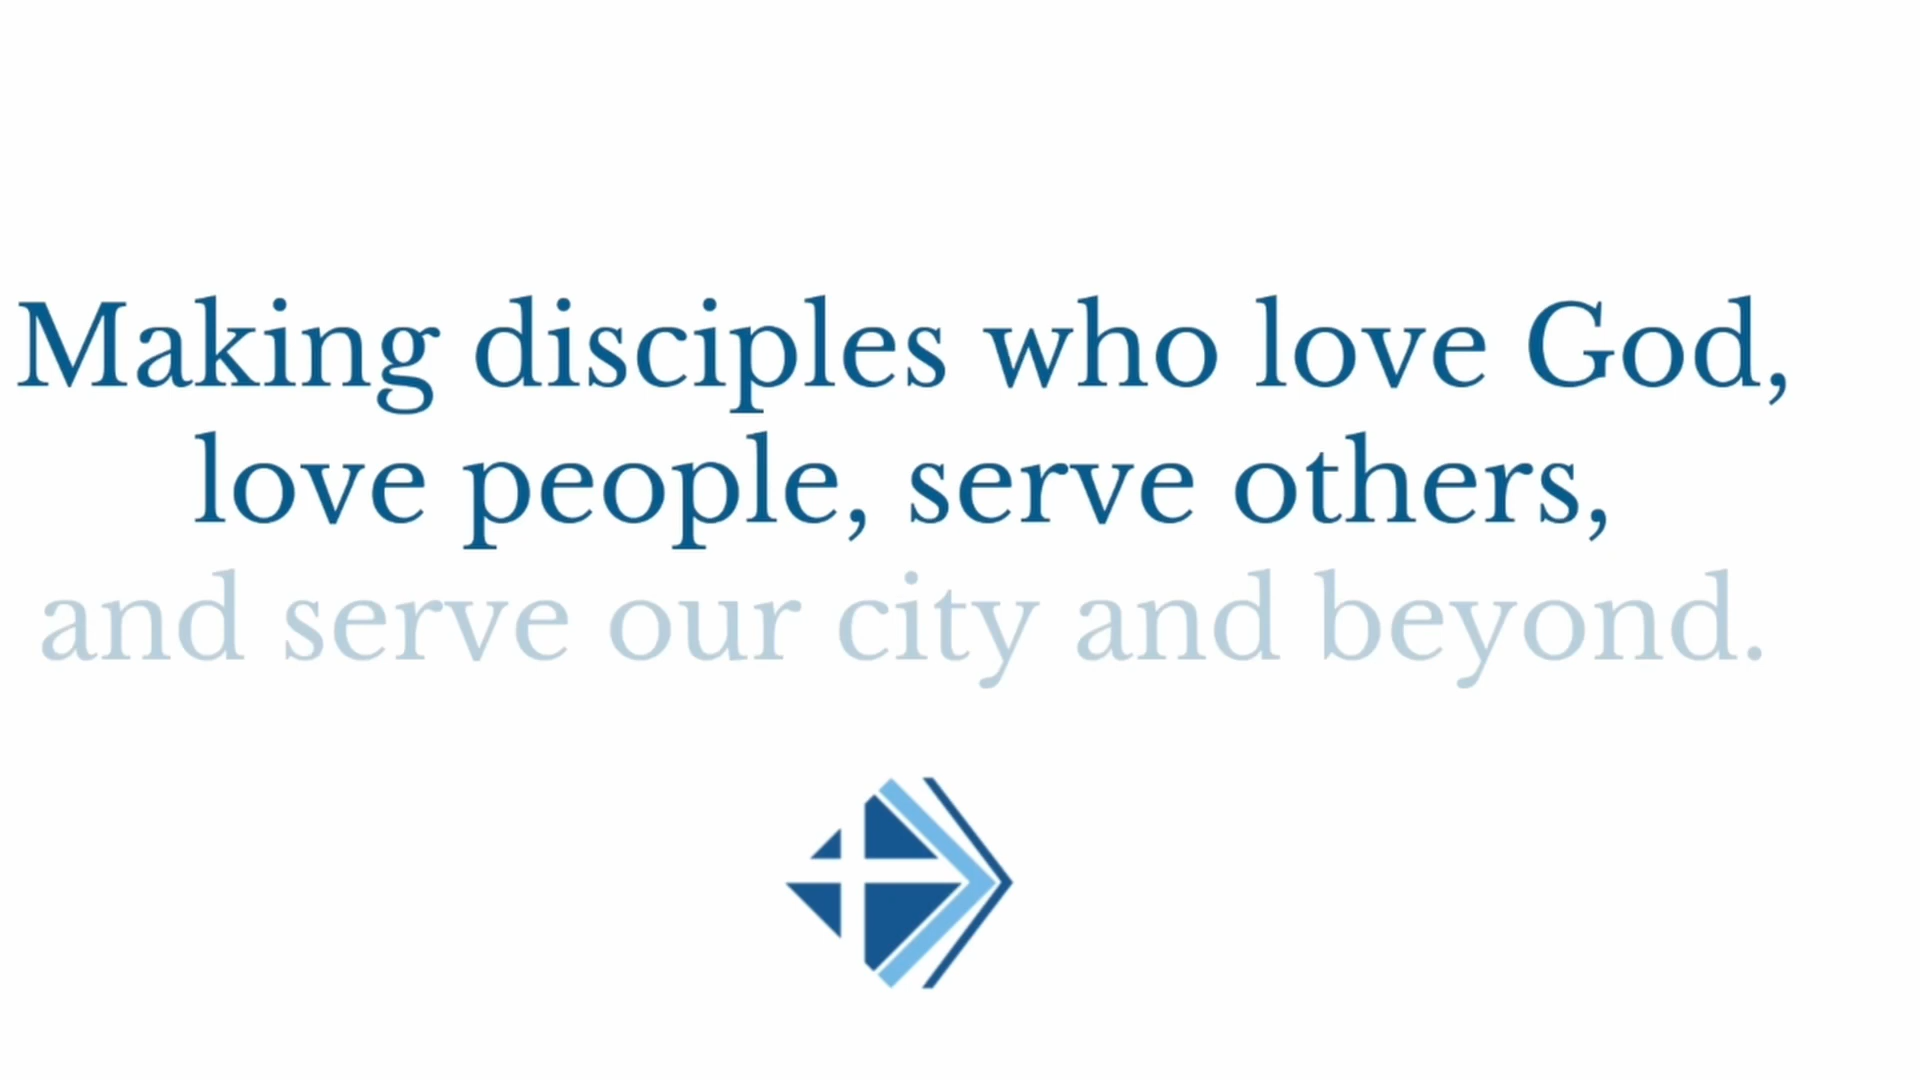 Making disciples who love God,
love people, serve others,
and serve our city and beyond.